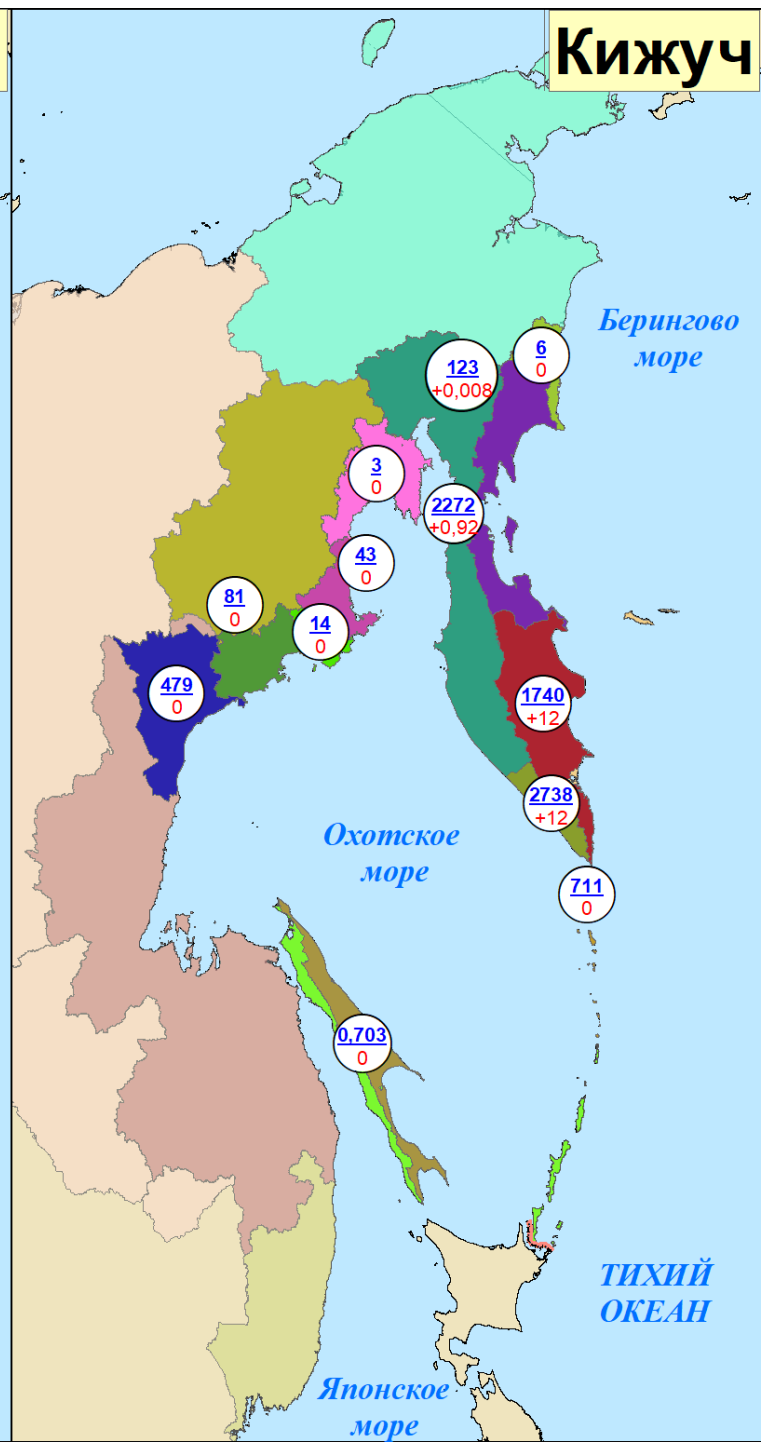 Кижуч
Берингово
море
6
0
123
+0,008
3
0
2272
+0,92
43
0
81
0
14
0
479
0
1740
+12
2738
+12
Охотское
море
711
0
0,703
0
ТИХИЙ
ОКЕАН
Японское
море